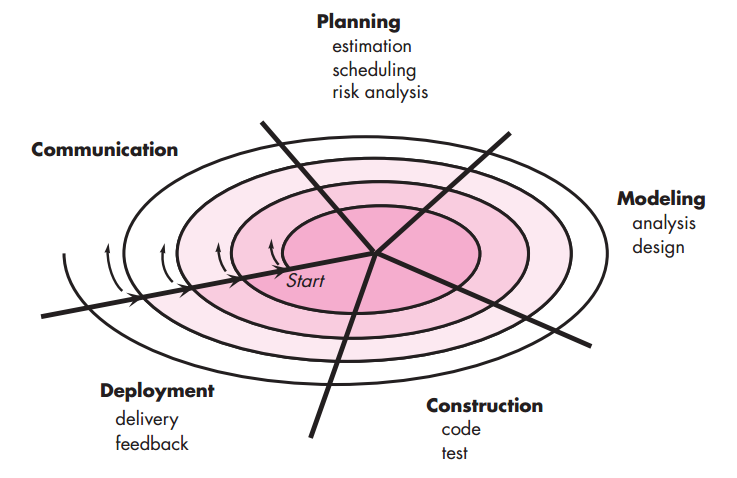 Planning
estimation
scheduling
risk analysis
Communication
Modeling
analysis
design
Start
Deployment
delivery
feedback
Construction
code
test